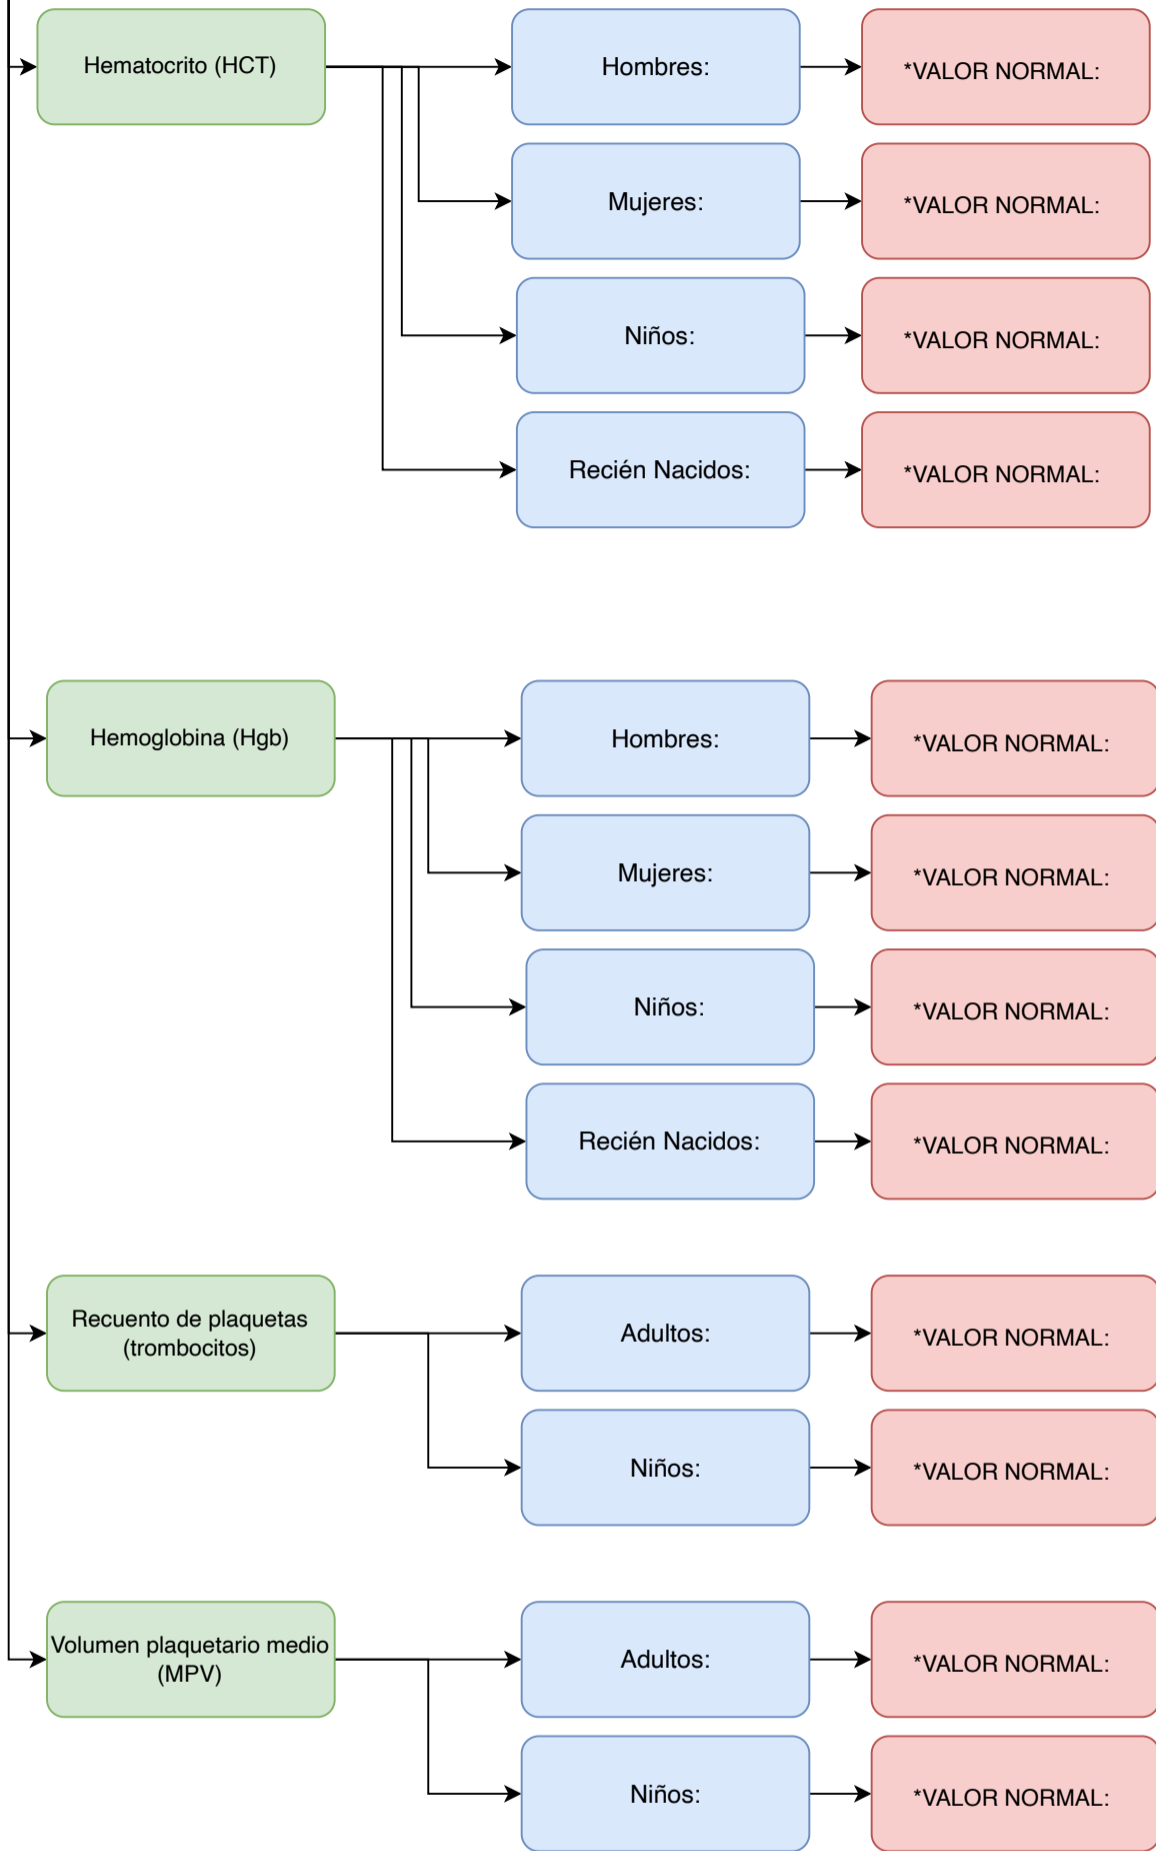 Hematocrito (HCT)
Hombres:
*VALOR NORMAL:
Mujeres:
*VALOR NORMAL:
Niños:
*VALOR NORMAL:
Recién Nacidos:
*VALOR NORMAL:
Hemoglobina (Hgb)
Hombres:
*VALOR NORMAL:
Mujeres:
*VALOR NORMAL:
Niños:
*VALOR NORMAL:
Recién Nacidos:
*VALOR NORMAL:
Recuento de plaquetas
(trombocitos)
Adultos:
*VALOR NORMAL:
Niños:
*VALOR NORMAL:
Volumen plaquetario medio
(MPV)
Adultos:
*VALOR NORMAL:
Niños:
*VALOR NORMAL: